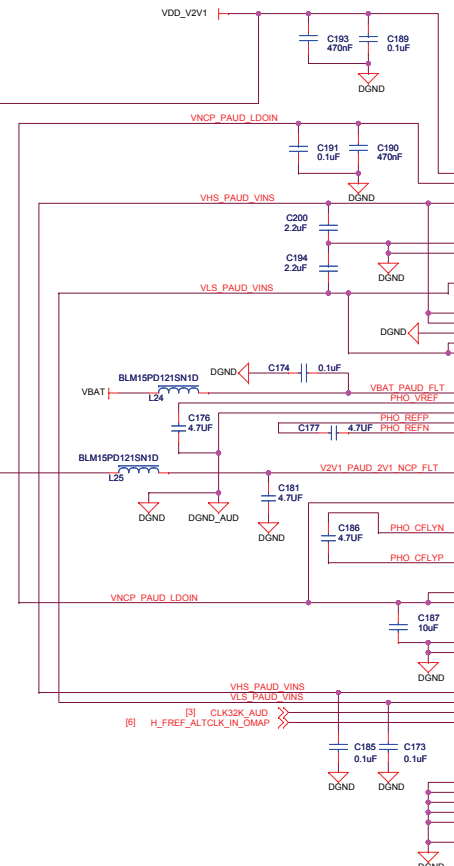 VDD_V2V1
C193
470nF
C189
0.1uF
DGND
VNCP_PAUD_LDOIN
C191
0.1uF
C190
470nF
DGND
VHS_PAUD_VINS
C200
2.2uF
C194
2.2uF
DGND
VLS_PAUD_VINS
DGND
DGND
C174
0.1uF
BLM15PD121SN1D
VBAT
L24
VBAT_PAUD_FLT
PHO_VREF
C176
4.7UF
PHO_REFP
C177
4.7UF
PHO_REFN
BLM15PD121SN1D
L25
V2V1_PAUD_2V1_NCP_FLT
C181
4.7UF
DGND
DGND_AUD
DGND
C186
4.7UF
PHO_CFLYN
PHO_CFLYP
VNCP_PAUD_LDOIN
C187
10uF
DGND
VHS_PAUD_VINS
VLS_PAUD_VINS
[3] CLK32K_AUD
[6] H_FREF_ALTCLK_IN_OMAP
C185
0.1uF
C173
0.1uF
DGND
DGND
DGND